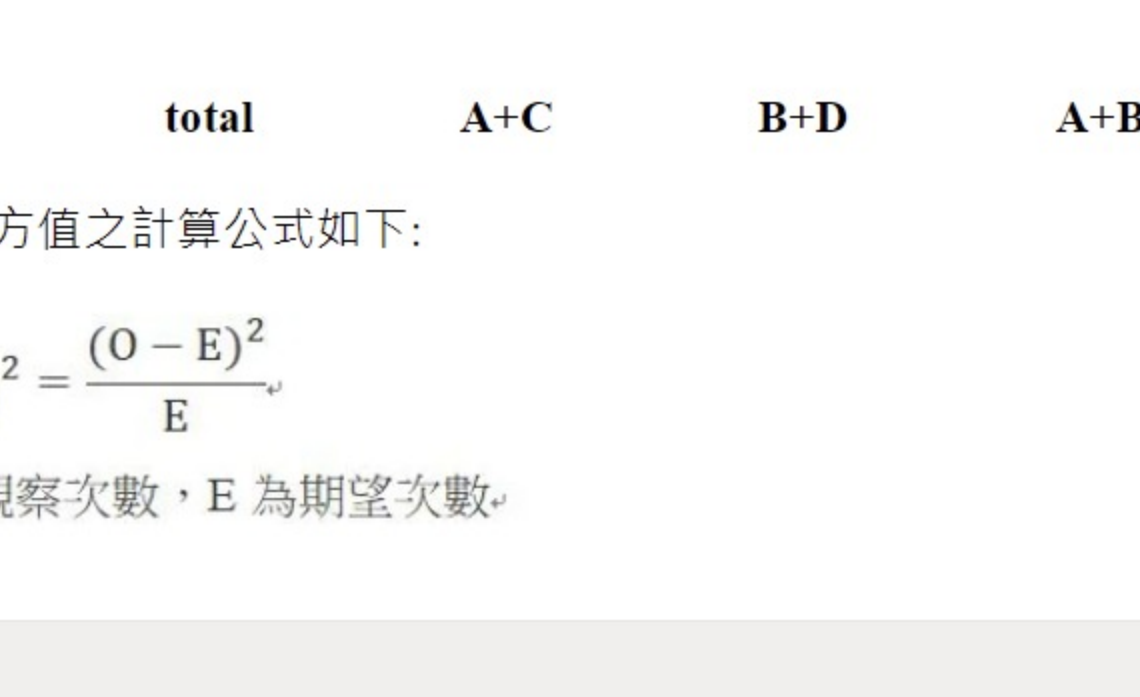 total A+C B+D A+B
方值之計算公式如下:
² = (O − E)² / E
察次數，E 為期望次數